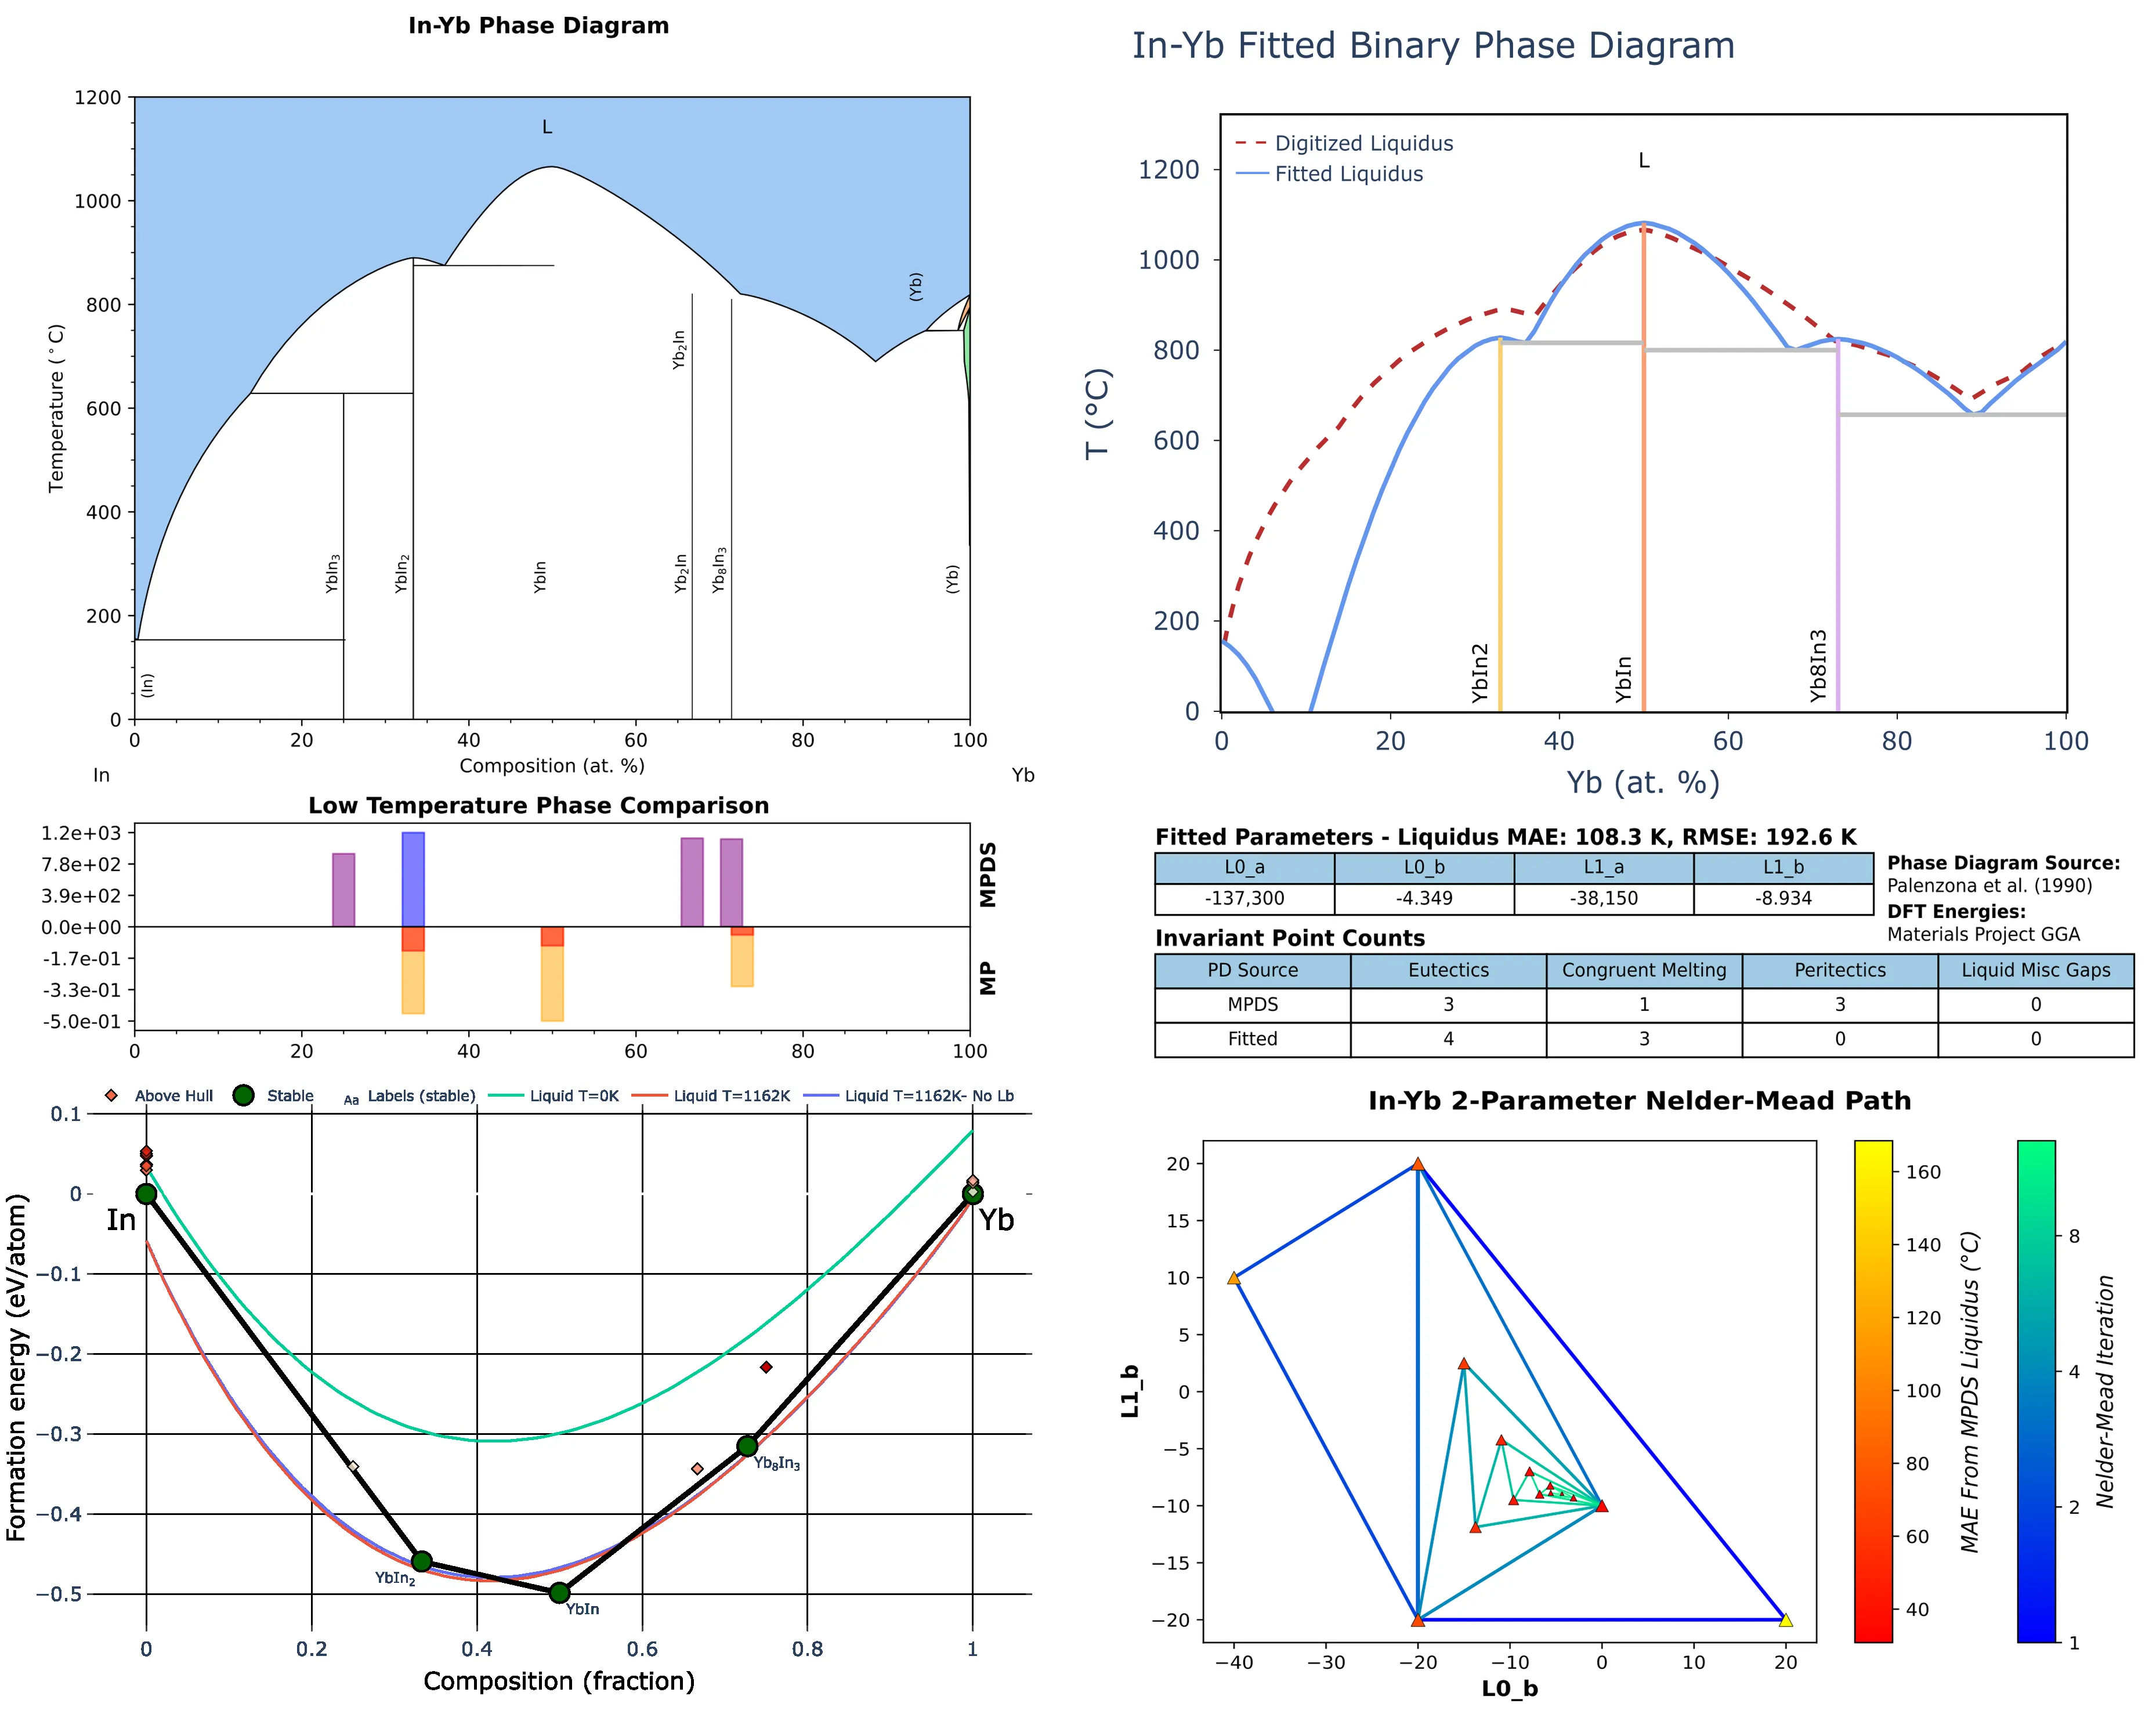 In-Yb Phase Diagram
1200
1000
800
600
400
200
0
Temperature (°C)
L
(Yb)
Yb₂In
YbIn₃
YbIn₂
YbIn
Yb₂In
Yb₈In₃
(Yb)
(In)
0 20 40 60 80 100
Composition (at. %)
In
Yb
In-Yb Fitted Binary Phase Diagram
Digitized Liquidus
Fitted Liquidus
L
1200
1000
800
600
400
200
0
T (°C)
YbIn2
YbIn
Yb8In3
0 20 40 60 80 100
Yb (at. %)
Low Temperature Phase Comparison
1.2e+03
7.8e+02
3.9e+02
0.0e+00
-1.7e-01
-3.3e-01
-5.0e-01
MPDS
MP
0 20 40 60 80 100
Fitted Parameters - Liquidus MAE: 108.3 K, RMSE: 192.6 K
L0_a L0_b L1_a L1_b
-137,300 -4.349 -38,150 -8.934
Phase Diagram Source:
Palenzona et al. (1990)
DFT Energies:
Materials Project GGA
Invariant Point Counts
PD Source Eutectics Congruent Melting Peritectics Liquid Misc Gaps
MPDS 3 1 3 0
Fitted 4 3 0 0
Above Hull Stable Aa Labels (stable) Liquid T=0K Liquid T=1162K Liquid T=1162K- No Lb
0.1
0
−0.1
−0.2
−0.3
−0.4
−0.5
Formation energy (eV/atom)
In
Yb
Yb₈In₃
YbIn₂
YbIn
0 0.2 0.4 0.6 0.8 1
Composition (fraction)
In-Yb 2-Parameter Nelder-Mead Path
20
15
10
5
0
−5
−10
−15
−20
L1_b
−40 −30 −20 −10 0 10 20
L0_b
160
140
120
100
80
60
40
MAE From MPDS Liquidus (°C)
8
4
2
1
Nelder-Mead Iteration